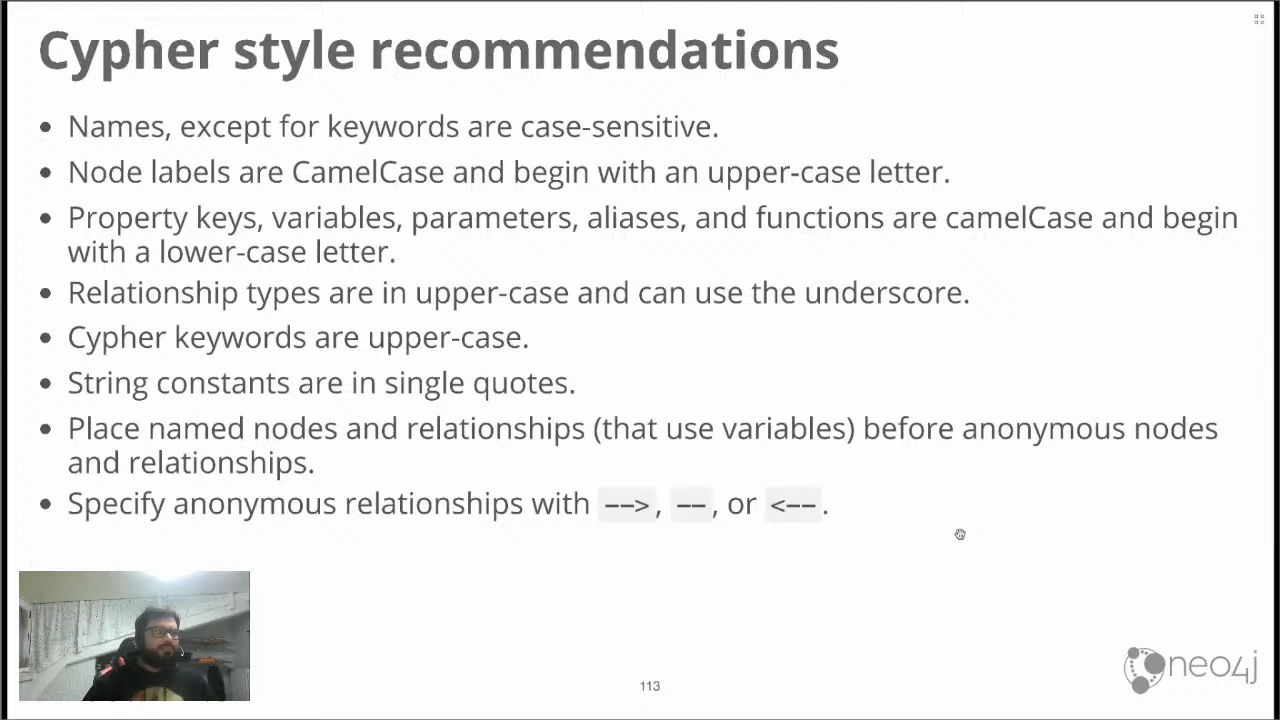 Cypher style recommendations
• Names, except for keywords are case-sensitive.
• Node labels are CamelCase and begin with an upper-case letter.
• Property keys, variables, parameters, aliases, and functions are camelCase and begin
with a lower-case letter.
• Relationship types are in upper-case and can use the underscore.
• Cypher keywords are upper-case.
• String constants are in single quotes.
• Place named nodes and relationships (that use variables) before anonymous nodes
and relationships.
• Specify anonymous relationships with -->, --, or <--.
113
neo4j